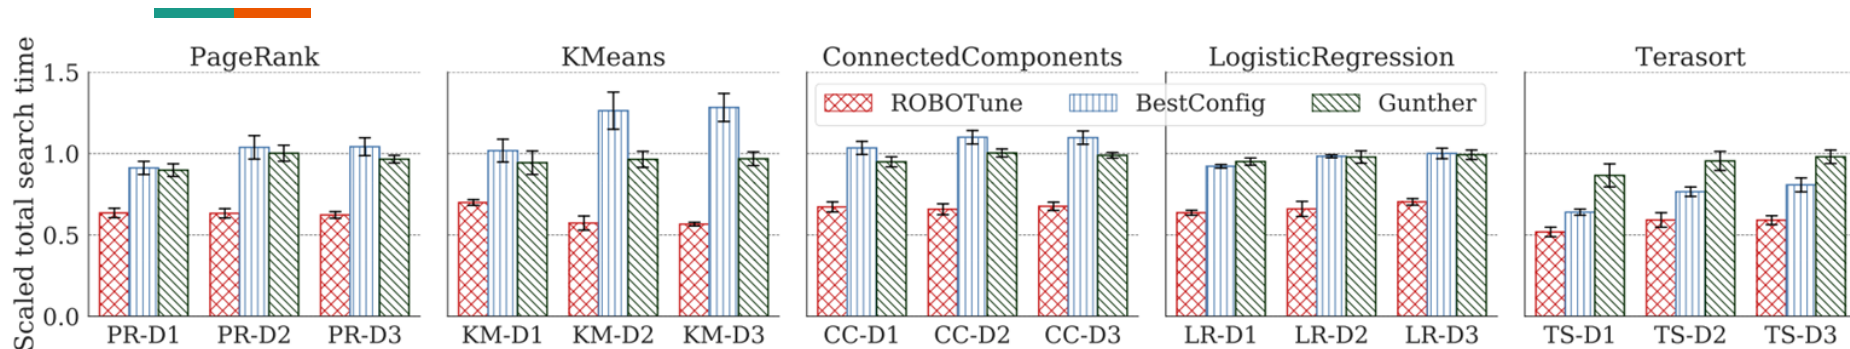 PageRank KMeans ConnectedComponents LogisticRegression Terasort
Scaled total search time
1.5
1.0
0.5
0.0
ROBOTune BestConfig Gunther
PR-D1 PR-D2 PR-D3 KM-D1 KM-D2 KM-D3 CC-D1 CC-D2 CC-D3 LR-D1 LR-D2 LR-D3 TS-D1 TS-D2 TS-D3